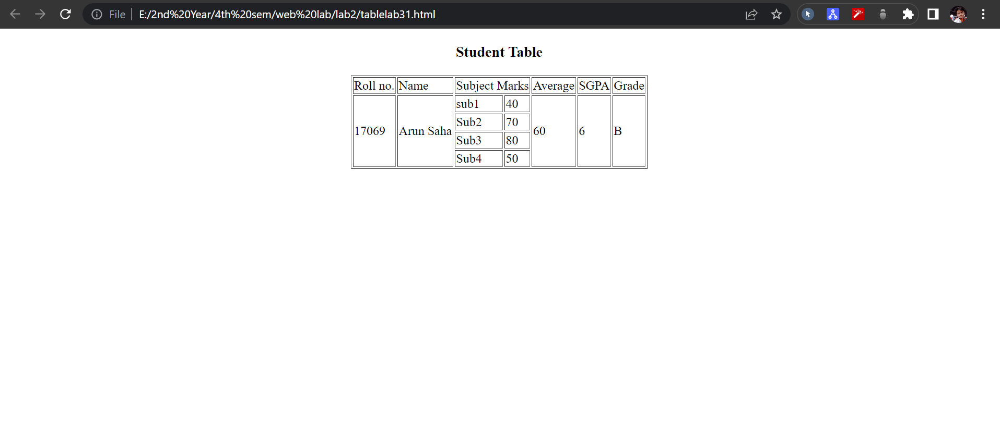 File E:/2nd%20Year/4th%20sem/web%20lab/lab2/tablelab31.html
Student Table
Roll no. Name Subject Marks Average SGPA Grade
17069 Arun Saha sub1 40 60 6 B
Sub2 70
Sub3 80
Sub4 50